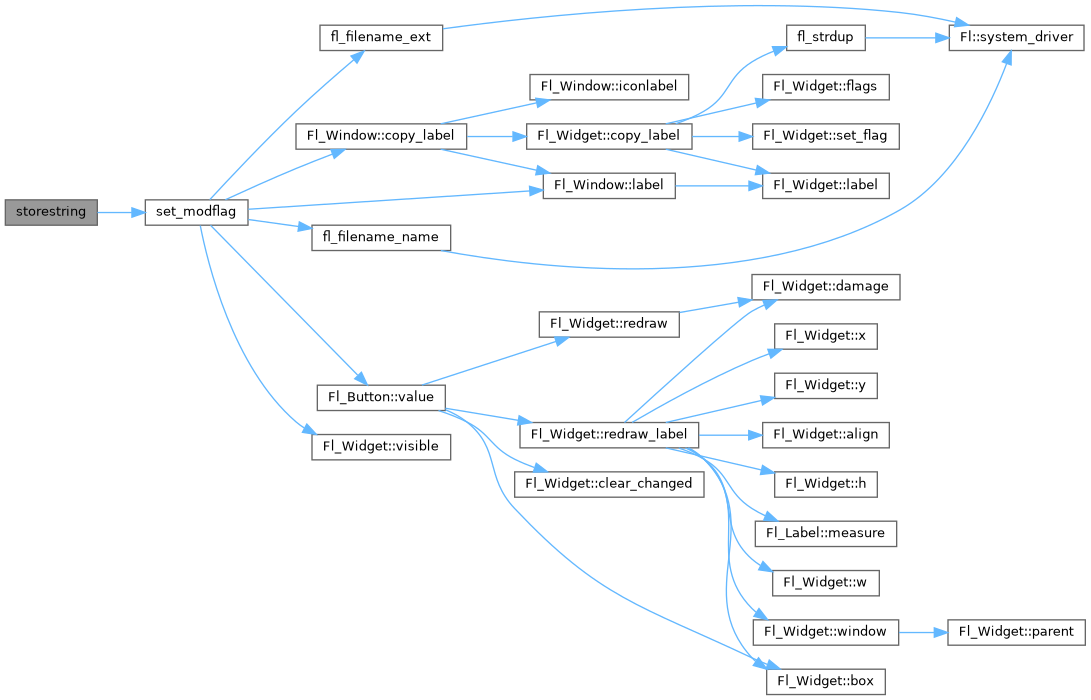 fl_filename_ext
fl_strdup
Fl::system_driver
Fl_Window::iconlabel
Fl_Widget::flags
Fl_Window::copy_label
Fl_Widget::copy_label
Fl_Widget::set_flag
Fl_Window::label
Fl_Widget::label
storestring
set_modflag
fl_filename_name
Fl_Widget::damage
Fl_Widget::redraw
Fl_Widget::x
Fl_Widget::y
Fl_Button::value
Fl_Widget::redraw_label
Fl_Widget::align
Fl_Widget::visible
Fl_Widget::clear_changed
Fl_Widget::h
Fl_Label::measure
Fl_Widget::w
Fl_Widget::window
Fl_Widget::parent
Fl_Widget::box